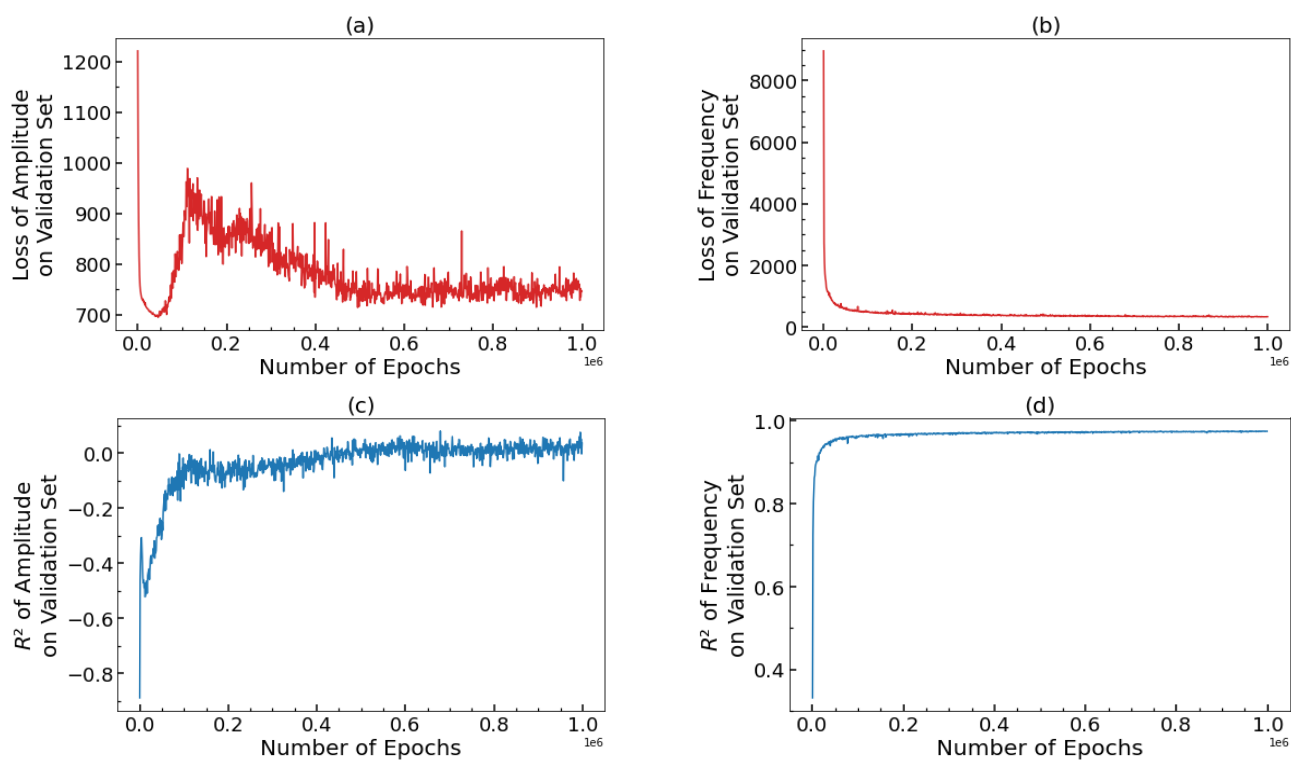 (a)
Loss of Amplitude
on Validation Set
1200
1100
1000
900
800
700
0.0 0.2 0.4 0.6 0.8 1.0
1e6
Number of Epochs
(b)
Loss of Frequency
on Validation Set
8000
6000
4000
2000
0
0.0 0.2 0.4 0.6 0.8 1.0
1e6
Number of Epochs
(c)
R² of Amplitude
on Validation Set
0.0
−0.2
−0.4
−0.6
−0.8
0.0 0.2 0.4 0.6 0.8 1.0
1e6
Number of Epochs
(d)
R² of Frequency
on Validation Set
1.0
0.8
0.6
0.4
0.0 0.2 0.4 0.6 0.8 1.0
1e6
Number of Epochs